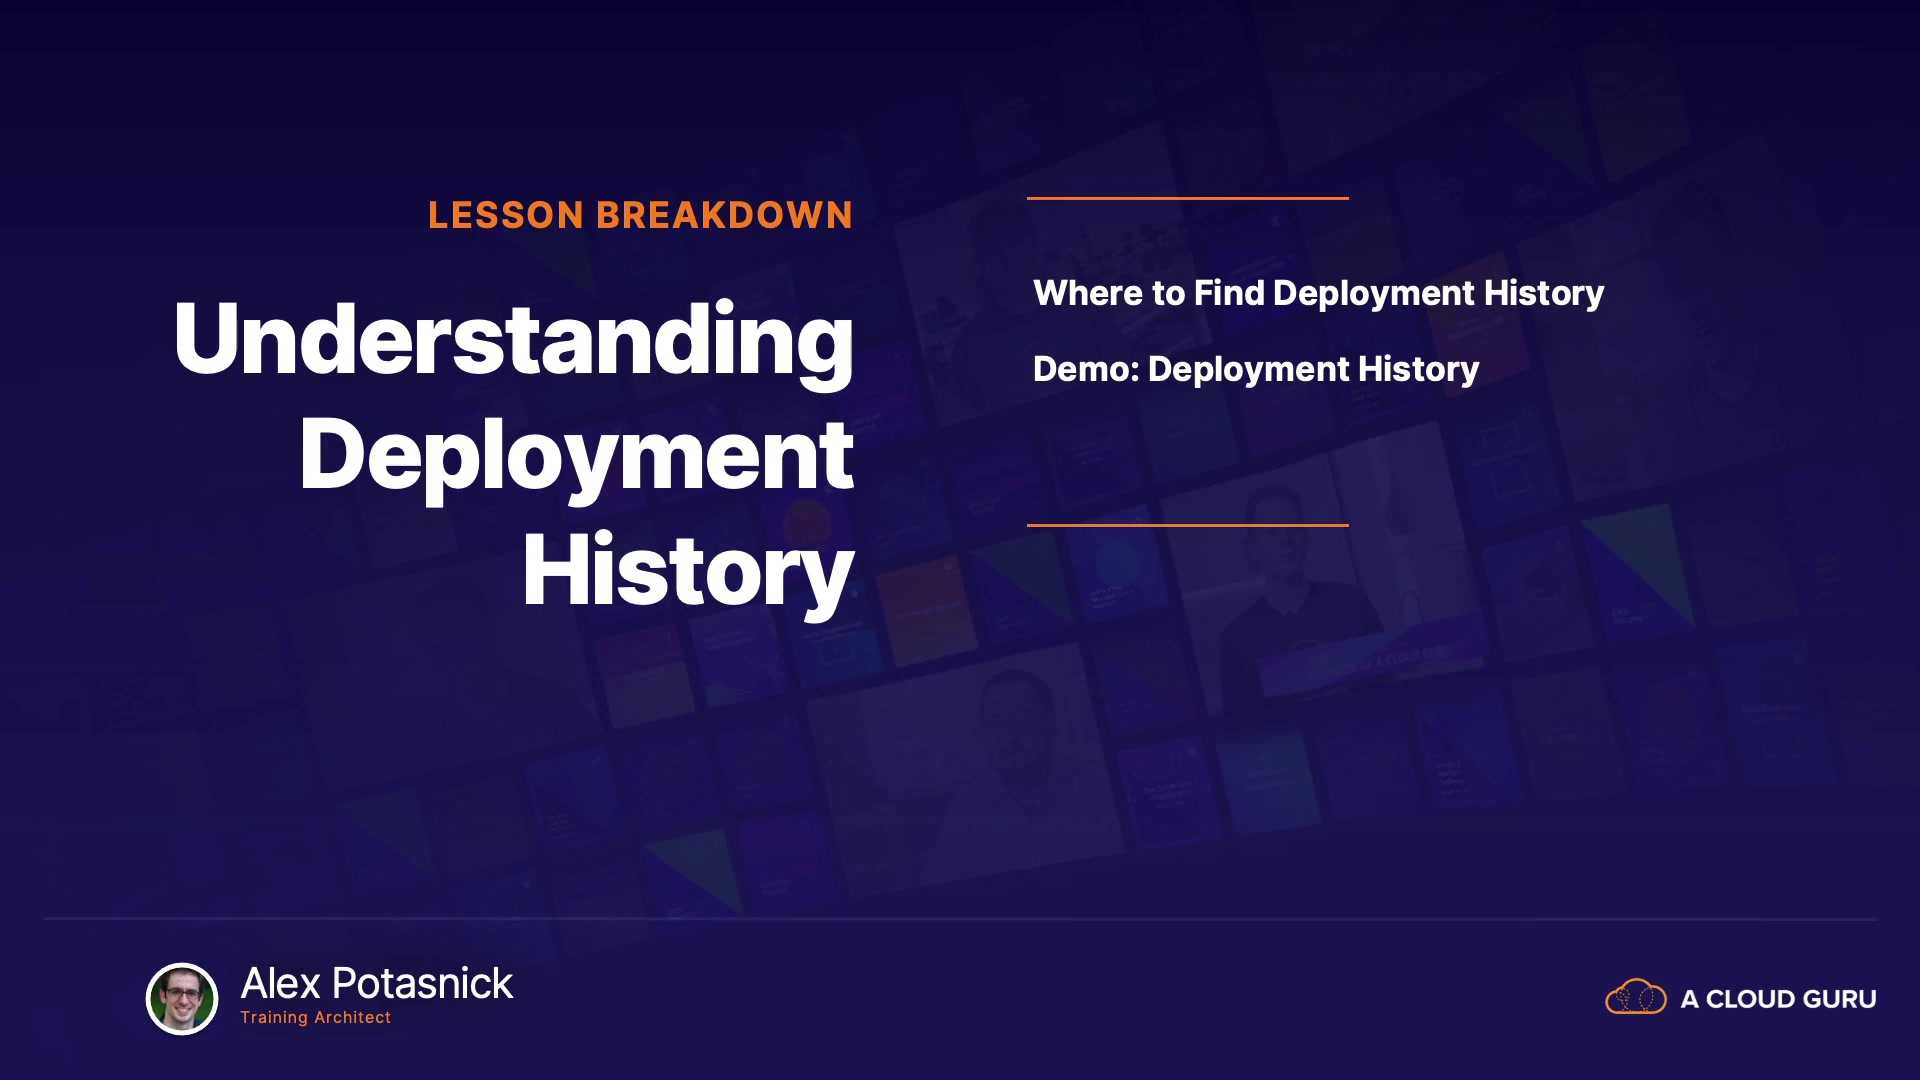 LESSON BREAKDOWN
Understanding
Deployment
History
Where to Find Deployment History
Demo: Deployment History
Alex Potasnick
Training Architect
A CLOUD GURU